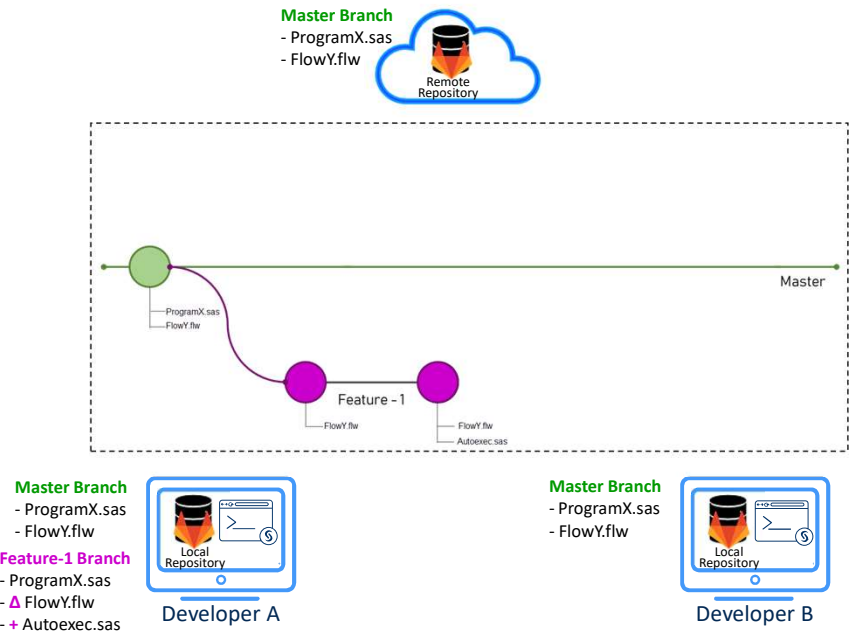 Master Branch
- ProgramX.sas
- FlowY.flw
Remote
Repository
Master
ProgramX.sas
FlowY.flw
Feature - 1
FlowY.flw
FlowY.flw
Autoexec.sas
Master Branch
- ProgramX.sas
- FlowY.flw
Feature-1 Branch
- ProgramX.sas
- Δ FlowY.flw
- + Autoexec.sas
Local
Repository
Developer A
Master Branch
- ProgramX.sas
- FlowY.flw
Local
Repository
Developer B